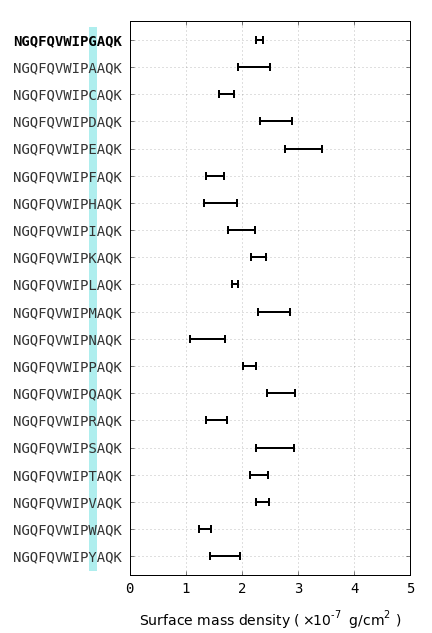 NGQFQVWIPGAQK
NGQFQVWIPAAQK
NGQFQVWIPCAQK
NGQFQVWIPDAQK
NGQFQVWIPEAQK
NGQFQVWIPFAQK
NGQFQVWIPHAQK
NGQFQVWIPIAQK
NGQFQVWIPKAQK
NGQFQVWIPLAQK
NGQFQVWIPMAQK
NGQFQVWIPNAQK
NGQFQVWIPPAQK
NGQFQVWIPQAQK
NGQFQVWIPRAQK
NGQFQVWIPSAQK
NGQFQVWIPTAQK
NGQFQVWIPVAQK
NGQFQVWIPWAQK
NGQFQVWIPYAQK
0 1 2 3 4 5
Surface mass density ( ×10⁻⁷ g/cm² )